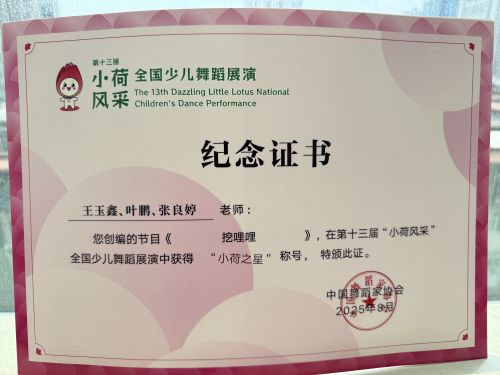 第十三届
小荷
风采
全国少儿舞蹈展演
The 13th Dazzling Little Lotus National
Children's Dance Performance
纪念证书
王玉鑫、叶鹏、张良婷 老师：
您创编的节目《 挖哩哩 》，在第十三届“小荷风采”
全国少儿舞蹈展演中获得 “小荷之星” 称号，特颁此证。
中国舞蹈家协会
2025年8月